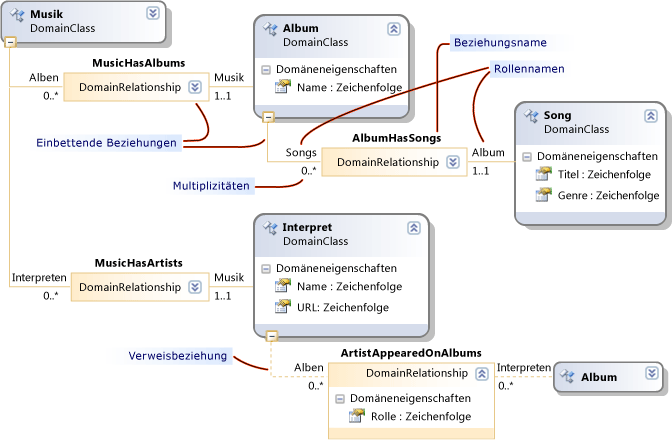 Musik
DomainClass
Album
DomainClass
Domäneneigenschaften
Name : Zeichenfolge
Beziehungsname
Rollennamen
MusicHasAlbums
Alben
0..*
DomainRelationship
Musik
1..1
Einbettende Beziehungen
Multiplizitäten
AlbumHasSongs
Songs
0..*
DomainRelationship
Album
1..1
Song
DomainClass
Domäneneigenschaften
Titel : Zeichenfolge
Genre : Zeichenfolge
MusicHasArtists
Interpreten
0..*
DomainRelationship
Musik
1..1
Interpret
DomainClass
Domäneneigenschaften
Name : Zeichenfolge
URL: Zeichenfolge
Verweisbeziehung
ArtistAppearedOnAlbums
Alben
0..*
DomainRelationship
Domäneneigenschaften
Rolle : Zeichenfolge
Interpreten
0..*
Album